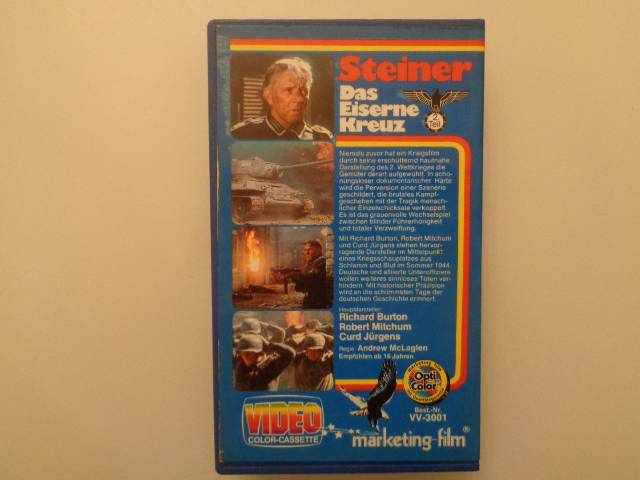 Steiner
Das
Eiserne
Kreuz
2.
Teil
Niemals zuvor hat ein Kriegsfilm
durch seine erschütternd hautnahe
Darstellung des 2. Weltkrieges die
Gemüter derart aufgewühlt. In scho-
nungsloser dokumentarischer Härte
wird die Perversion einer Szenerie
geschildert, die brutales Kampf-
geschehen mit der Tragik mensch-
licher Einzelschicksale verkoppelt.
Es ist das grauenvolle Wechselspiel
zwischen blinder Führerhörigkeit
und totaler Verzweiflung.
Mit Richard Burton, Robert Mitchum
und Curd Jürgens stehen hervor-
ragende Darsteller im Mittelpunkt
eines Kriegsschauplatzes aus
Schlamm und Blut im Sommer 1944.
Deutsche und alliierte Unteroffiziere
wollen weiteres sinnloses Töten ver-
hindern. Mit historischer Präzision
wird an die schlimmsten Tage der
deutschen Geschichte erinnert.
Hauptdarsteller:
Richard Burton
Robert Mitchum
Curd Jürgens
Regie: Andrew McLaglen
Empfohlen ab 16 Jahren
Opti
Color
Best.-Nr.
VV-3001
VIDEO
COLOR-CASSETTE
marketing-film®